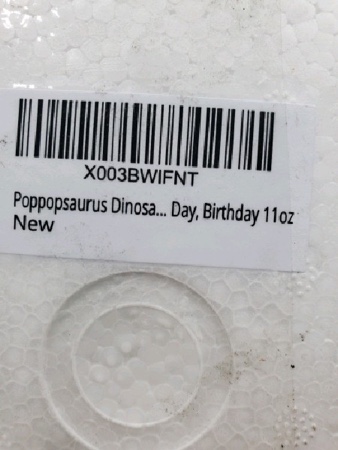 X003BWIFNT
Poppopsaurus Dinosa... Day, Birthday 11oz
New